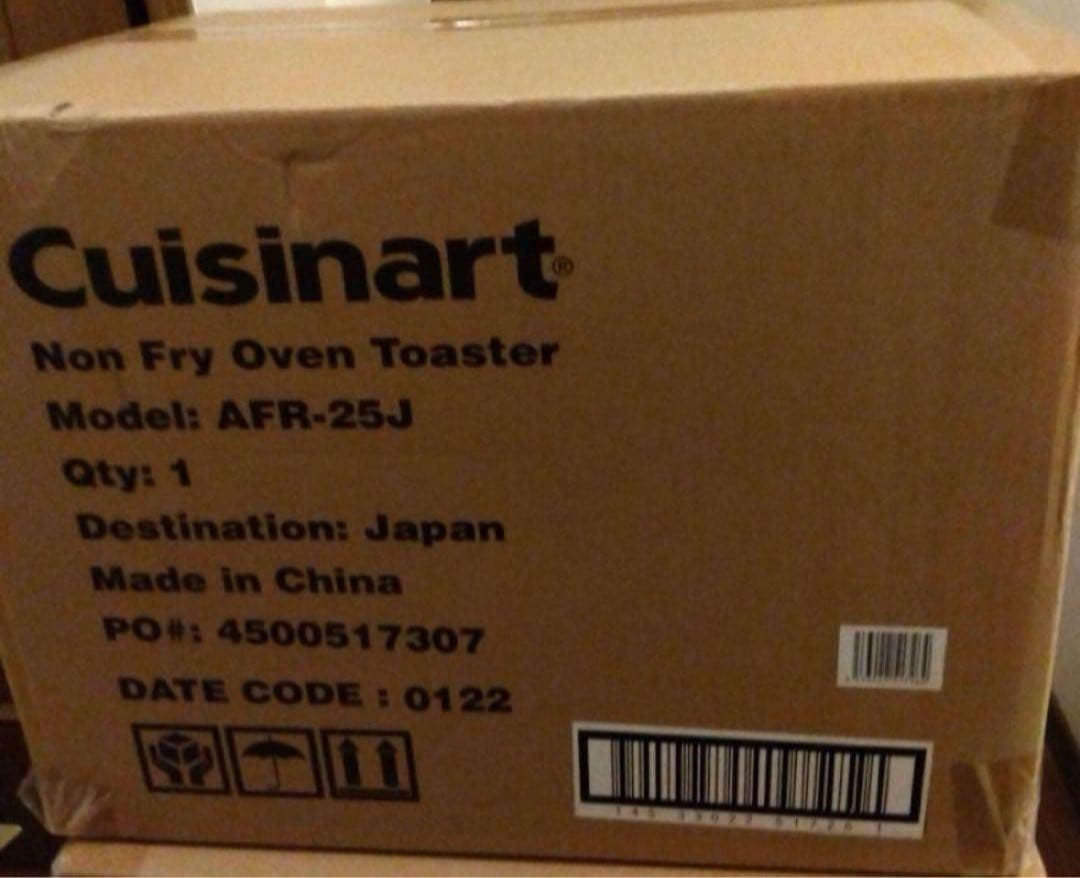 Cuisinart®
Non Fry Oven Toaster
Model: AFR-25J
Qty: 1
Destination: Japan
Made in China
PO#: 4500517307
DATE CODE : 0122